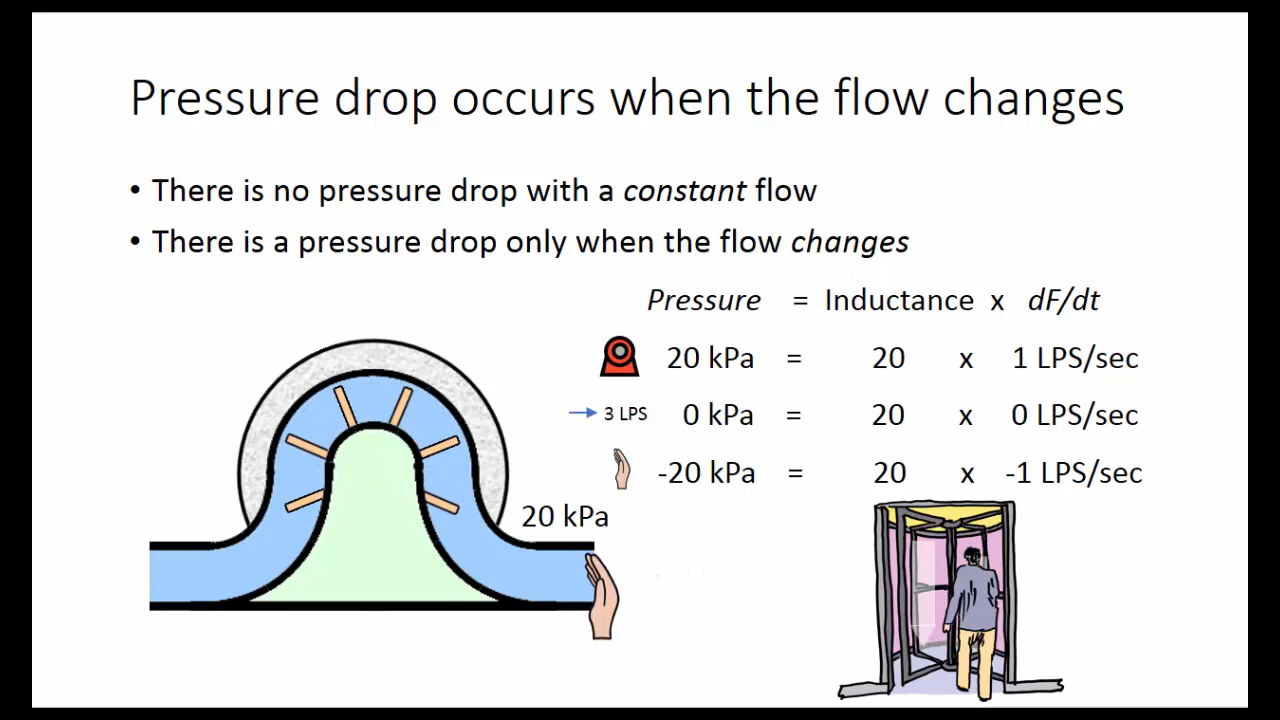 Pressure drop occurs when the flow changes
• There is no pressure drop with a constant flow
• There is a pressure drop only when the flow changes
Pressure = Inductance x dF/dt
20 kPa = 20 x 1 LPS/sec
3 LPS 0 kPa = 20 x 0 LPS/sec
-20 kPa = 20 x -1 LPS/sec
20 kPa